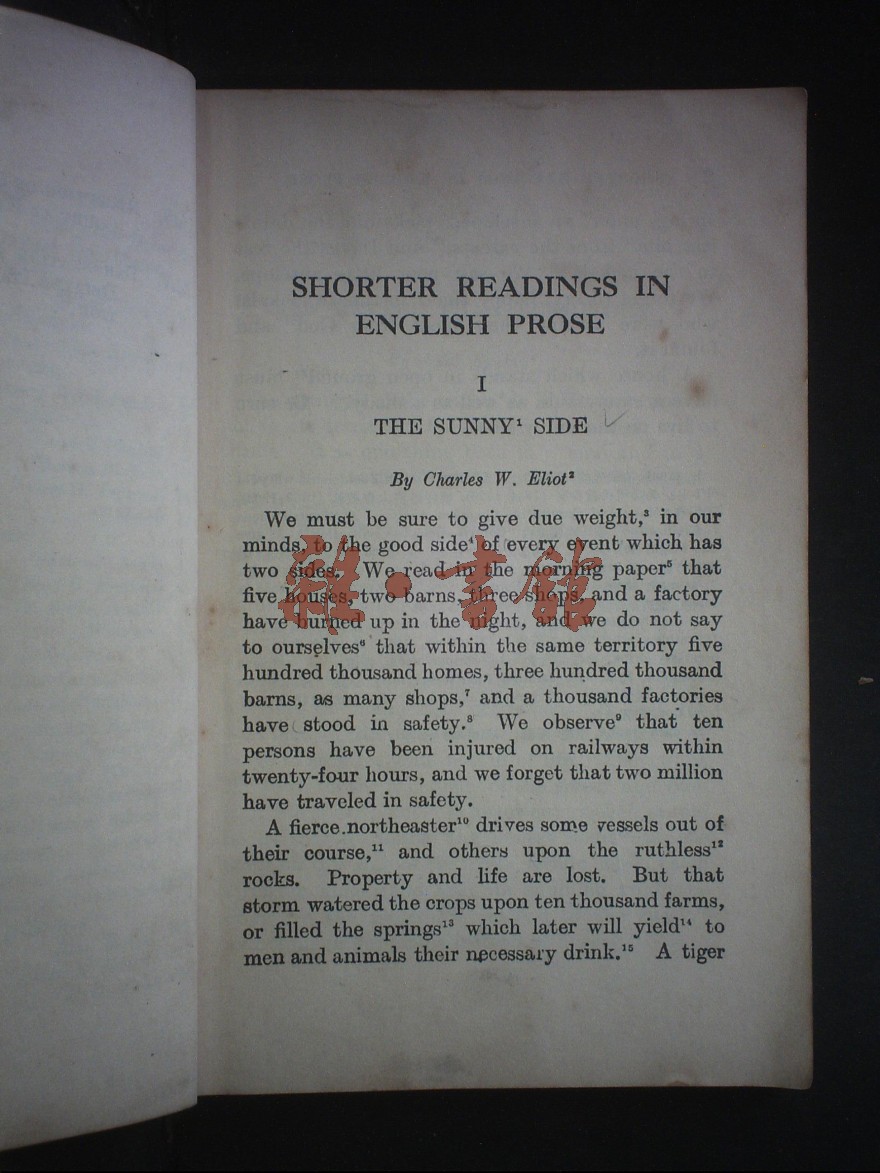 SHORTER READINGS IN
ENGLISH PROSE
I
THE SUNNY¹ SIDE
By Charles W. Eliot²
We must be sure to give due weight,³ in our
minds, to the good side⁴ of every event which has
two sides. We read in the morning paper⁵ that
five houses, two barns, three shops, and a factory
have burned up in the night, and we do not say
to ourselves⁶ that within the same territory five
hundred thousand homes, three hundred thousand
barns, as many shops,⁷ and a thousand factories
have stood in safety.⁸ We observe⁹ that ten
persons have been injured on railways within
twenty-four hours, and we forget that two million
have traveled in safety.
A fierce northeaster¹⁰ drives some vessels out of
their course,¹¹ and others upon the ruthless¹²
rocks. Property and life are lost. But that
storm watered the crops upon ten thousand farms,
or filled the springs¹³ which later will yield¹⁴ to
men and animals their necessary drink.¹⁵ A tiger
雜·書館